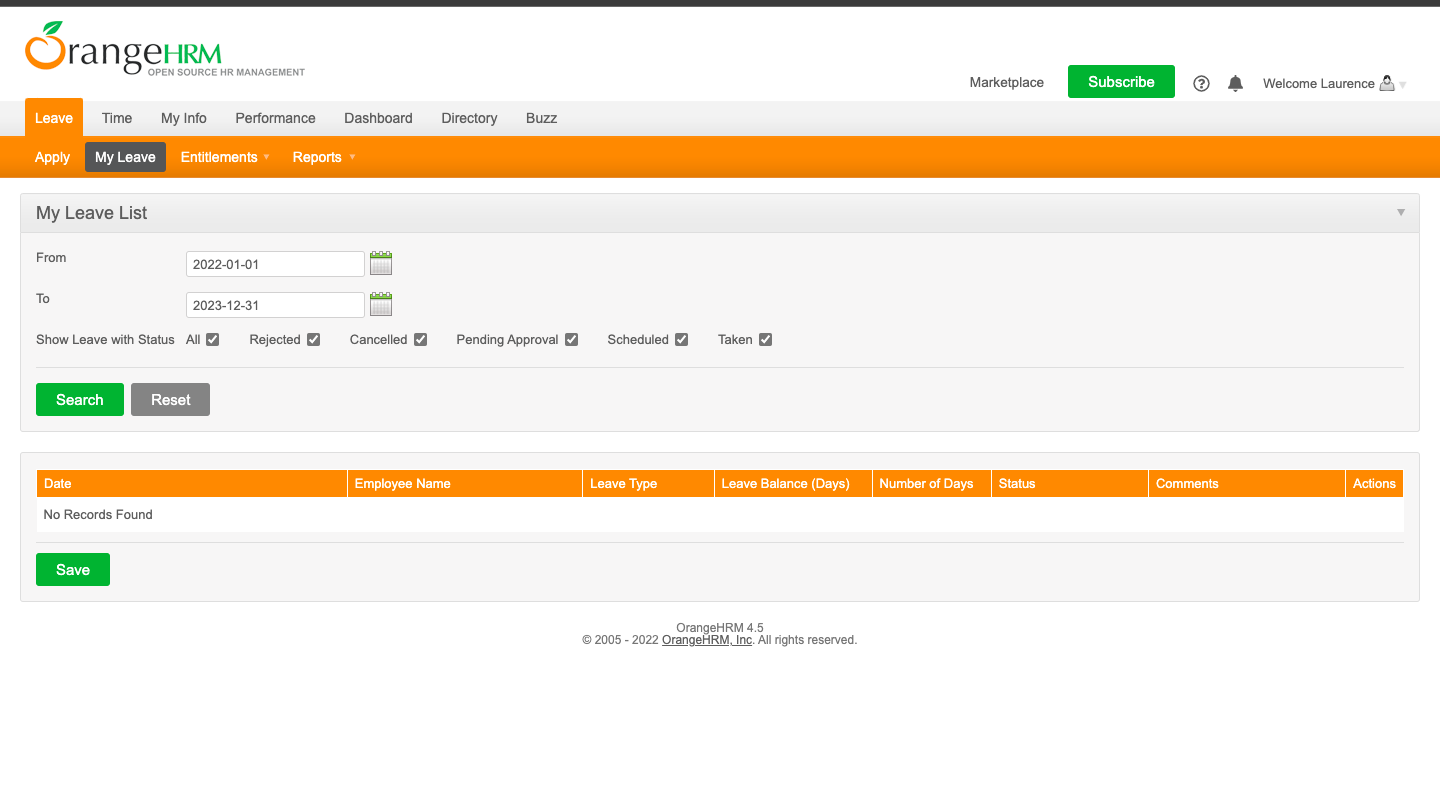 OrangeHRM
OPEN SOURCE HR MANAGEMENT
Marketplace Subscribe Welcome Laurence
Leave Time My Info Performance Dashboard Directory Buzz
Apply My Leave Entitlements Reports
My Leave List
From 2022-01-01
To 2023-12-31
Show Leave with Status All Rejected Cancelled Pending Approval Scheduled Taken
Search Reset
Date Employee Name Leave Type Leave Balance (Days) Number of Days Status Comments Actions
No Records Found
Save
OrangeHRM 4.5
© 2005 - 2022 OrangeHRM, Inc. All rights reserved.